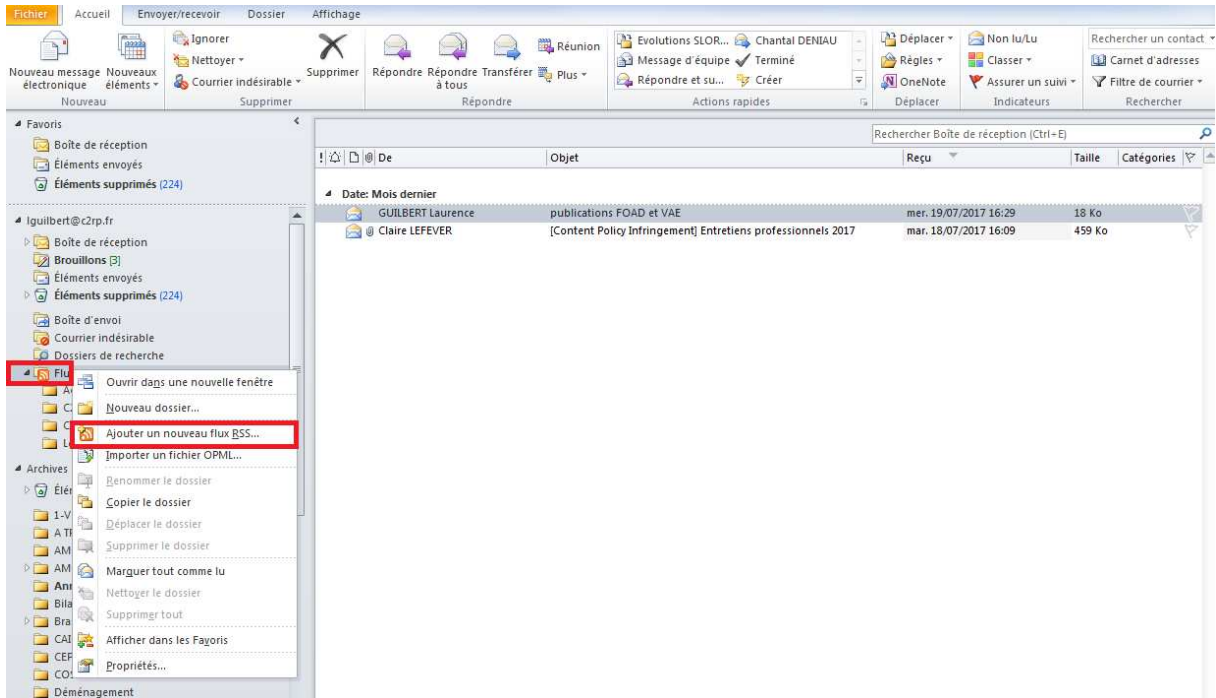 Fichier Accueil Envoyer/recevoir Dossier Affichage
Nouveau message électronique
Nouveaux éléments
Ignorer
Nettoyer
Courrier indésirable
Supprimer
Répondre
Répondre à tous
Transférer
Réunion
Plus
Evolutions SLOR... Chantal DENIAU
Message d'équipe Terminé
Répondre et su... Créer
Déplacer
Règles
OneNote
Non lu/Lu
Classer
Assurer un suivi
Rechercher un contact
Carnet d'adresses
Filtre de courrier
Nouveau Supprimer Répondre Actions rapides Déplacer Indicateurs Rechercher
Favoris
Boîte de réception
Éléments envoyés
Éléments supprimés (224)
lguilbert@c2rp.fr
Boîte de réception
Brouillons [3]
Éléments envoyés
Éléments supprimés (224)
Boîte d'envoi
Courrier indésirable
Dossiers de recherche
Flu
Archives
Élé
1-V
AM
AM
Bila
Bra
CAI
Déménagement
Ouvrir dans une nouvelle fenêtre
Nouveau dossier...
Ajouter un nouveau flux RSS...
Importer un fichier OPML...
Renommer le dossier
Copier le dossier
Déplacer le dossier
Supprimer le dossier
Marquer tout comme lu
Nettoyer le dossier
Supprimer tout
Afficher dans les Favoris
Propriétés...
Rechercher Boîte de réception (Ctrl+E)
! De Objet Reçu Taille Catégories
Date: Mois dernier
GUILBERT Laurence publications FOAD et VAE mer. 19/07/2017 16:29 18 Ko
Claire LEFEVER [Content Policy Infringement] Entretiens professionnels 2017 mar. 18/07/2017 16:09 459 Ko